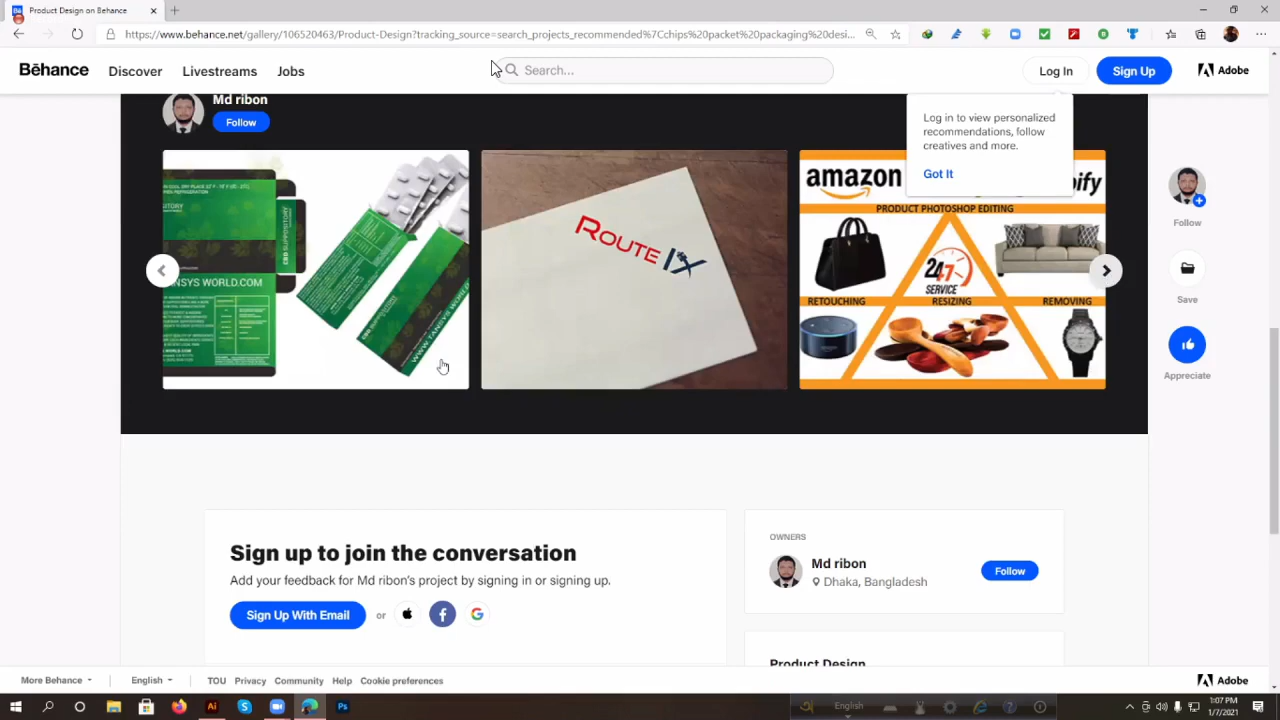 Product Design on Behance
https://www.behance.net/gallery/106520463/Product-Design?tracking_source=search_projects_recommended%7Cchips%20packet%20packaging%20desi...
Bēhance
Discover
Livestreams
Jobs
Search...
Log In
Sign Up
Adobe
Md ribon
Follow
Log in to view personalized
recommendations, follow
creatives and more.
Got It
TANSYS WORLD.COM
ROUTE IX
amazon
PRODUCT PHOTOSHOP EDITING
24/7
SERVICE
RETOUCHING
RESIZING
REMOVING
Follow
Save
Appreciate
Sign up to join the conversation
Add your feedback for Md ribon's project by signing in or signing up.
Sign Up With Email
or
OWNERS
Md ribon
Dhaka, Bangladesh
Follow
Product Design
More Behance
English
TOU
Privacy
Community
Help
Cookie preferences
Adobe
English
1:07 PM
1/7/2021